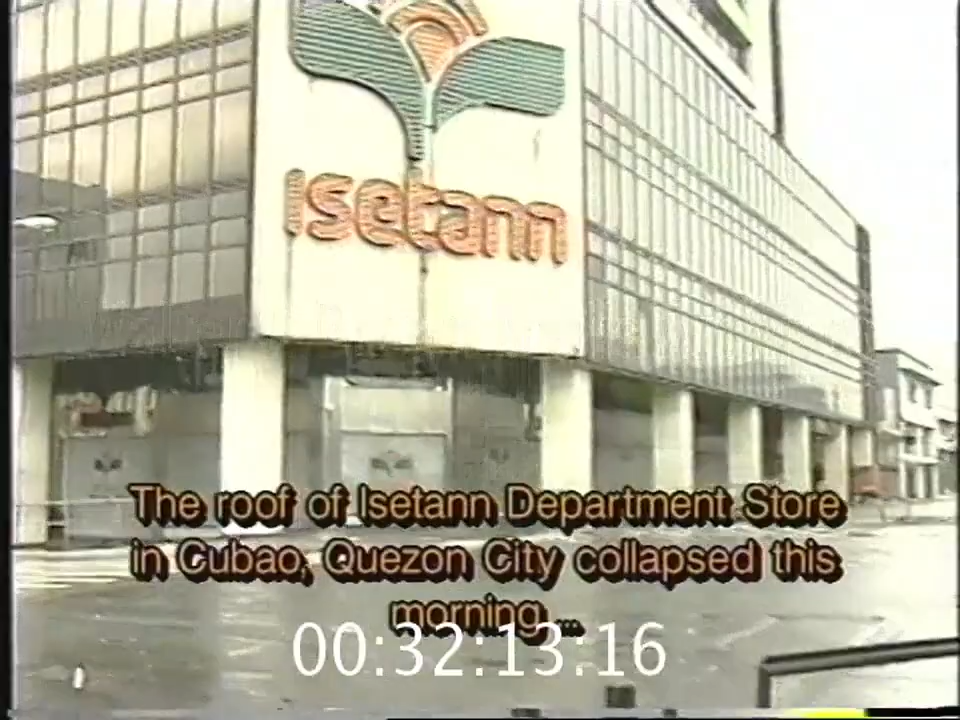 Isetann
The roof of Isetann Department Store
in Cubao, Quezon City collapsed this
morning....
00:32:13:16